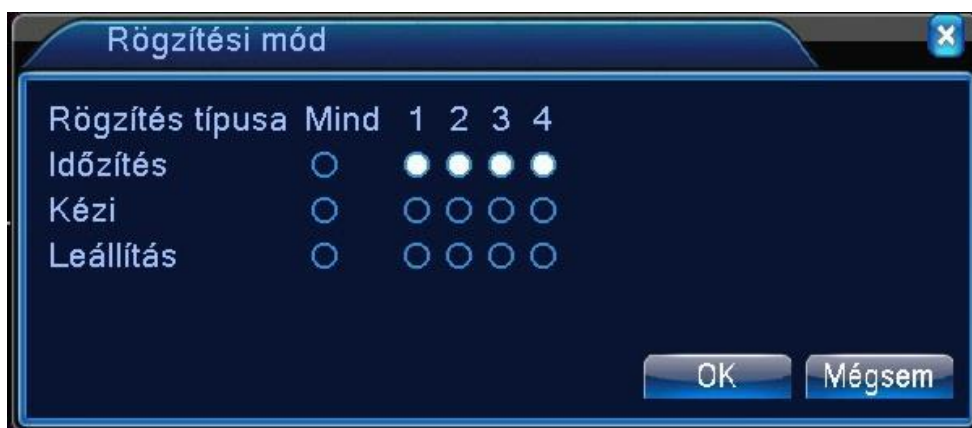 Rögzítési mód
Rögzítés típusa Mind 1 2 3 4
Időzítés
Kézi
Leállítás
OK Mégsem